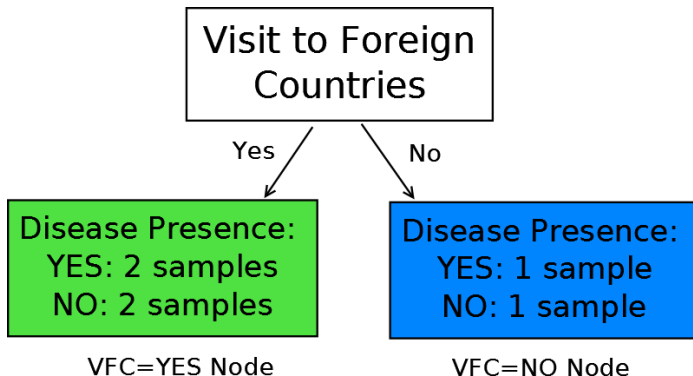 Visit to Foreign
Countries
Yes
No
Disease Presence:
YES: 2 samples
NO: 2 samples
Disease Presence:
YES: 1 sample
NO: 1 sample
VFC=YES Node
VFC=NO Node